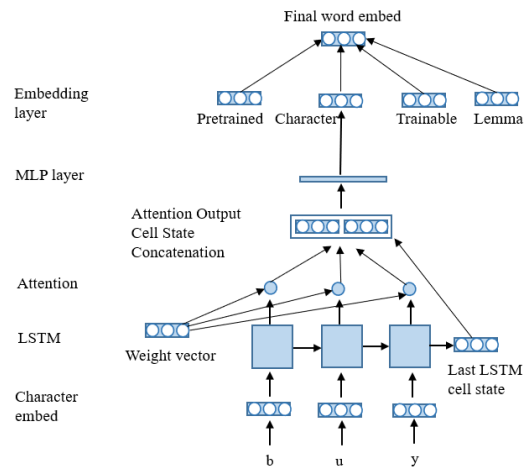 Final word embed
Embedding
layer
Pretrained
Character
Trainable
Lemma
MLP layer
Attention Output
Cell State
Concatenation
Attention
LSTM
Weight vector
Last LSTM
cell state
Character
embed
b
u
y